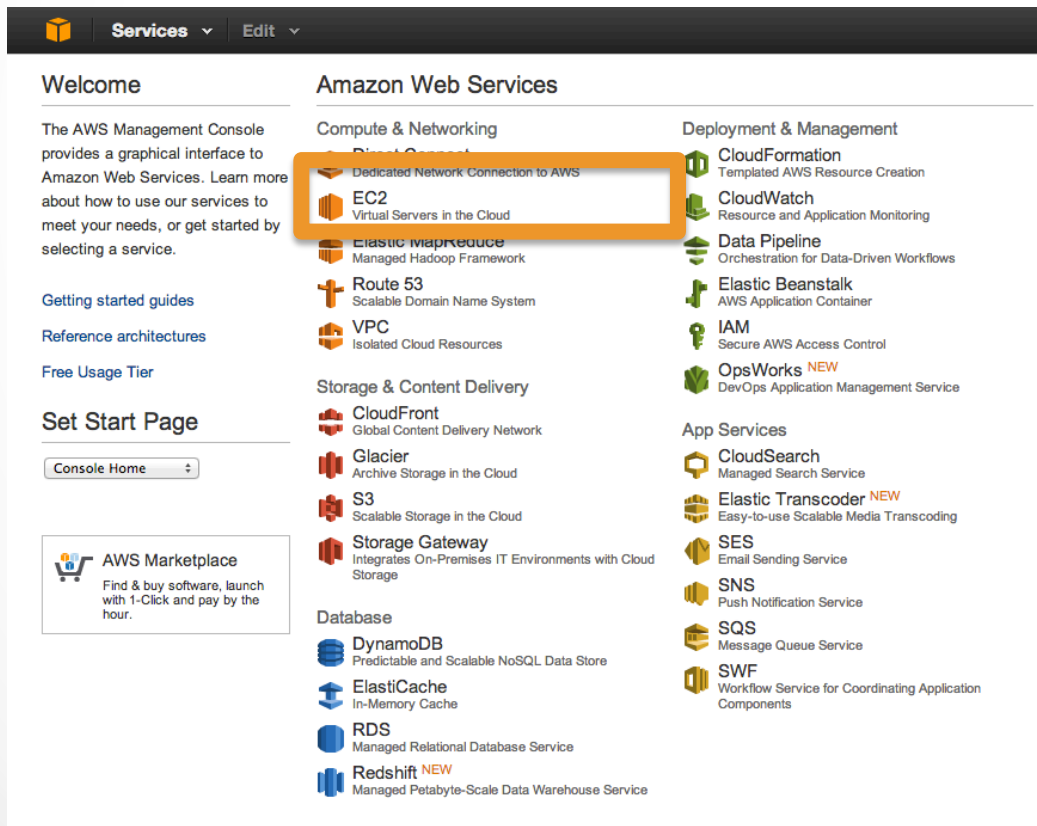 Services
Edit
Welcome
The AWS Management Console
provides a graphical interface to
Amazon Web Services. Learn more
about how to use our services to
meet your needs, or get started by
selecting a service.
Getting started guides
Reference architectures
Free Usage Tier
Set Start Page
Console Home
AWS Marketplace
Find & buy software, launch
with 1-Click and pay by the
hour.
Amazon Web Services
Compute & Networking
Direct Connect
Dedicated Network Connection to AWS
EC2
Virtual Servers in the Cloud
Elastic MapReduce
Managed Hadoop Framework
Route 53
Scalable Domain Name System
VPC
Isolated Cloud Resources
Storage & Content Delivery
CloudFront
Global Content Delivery Network
Glacier
Archive Storage in the Cloud
S3
Scalable Storage in the Cloud
Storage Gateway
Integrates On-Premises IT Environments with Cloud
Storage
Database
DynamoDB
Predictable and Scalable NoSQL Data Store
ElastiCache
In-Memory Cache
RDS
Managed Relational Database Service
Redshift NEW
Managed Petabyte-Scale Data Warehouse Service
Deployment & Management
CloudFormation
Templated AWS Resource Creation
CloudWatch
Resource and Application Monitoring
Data Pipeline
Orchestration for Data-Driven Workflows
Elastic Beanstalk
AWS Application Container
IAM
Secure AWS Access Control
OpsWorks NEW
DevOps Application Management Service
App Services
CloudSearch
Managed Search Service
Elastic Transcoder NEW
Easy-to-use Scalable Media Transcoding
SES
Email Sending Service
SNS
Push Notification Service
SQS
Message Queue Service
SWF
Workflow Service for Coordinating Application
Components